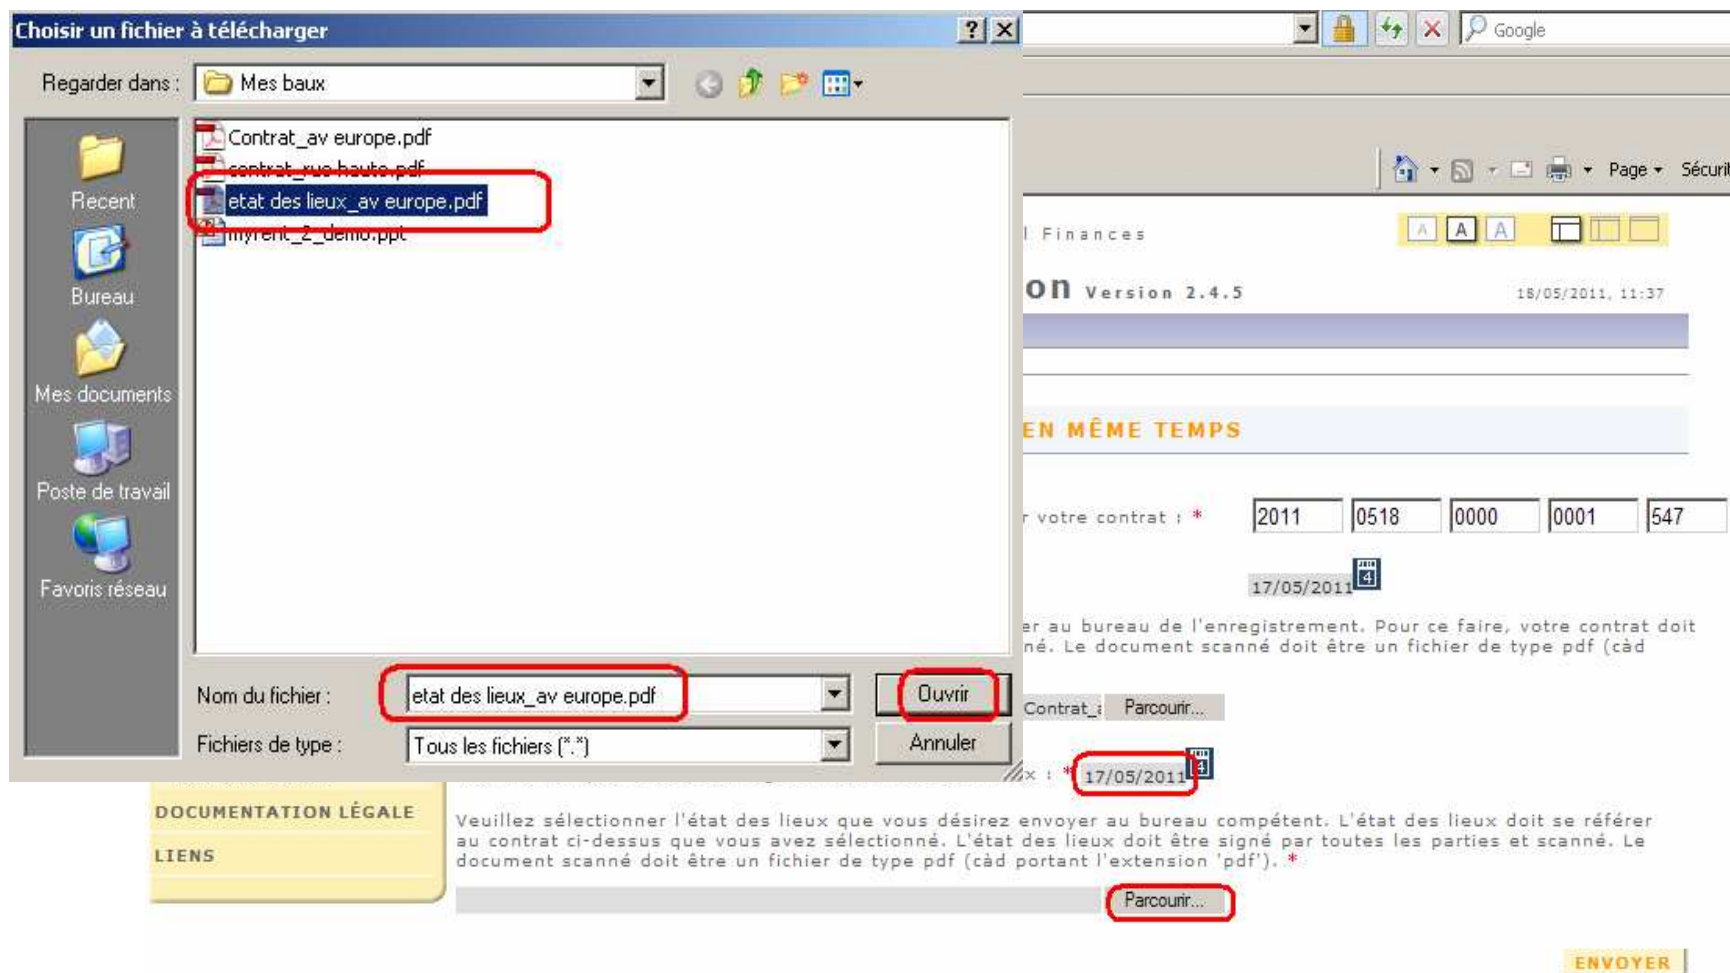 Choisir un fichier à télécharger
Google
Regarder dans :
Mes baux
Contrat_av europe.pdf
contrat_rue haute.pdf
etat des lieux_av europe.pdf
myrent_2_demo.ppt
Recent
Bureau
Mes documents
Poste de travail
Favoris réseau
Nom du fichier :
etat des lieux_av europe.pdf
Ouvrir
Fichiers de type :
Tous les fichiers (*.*)
Annuler
Page
Sécurit
l Finances
A A A
on Version 2.4.5
18/05/2011, 11:37
EN MÊME TEMPS
r votre contrat : *
2011 0518 0000 0001 547
17/05/2011
er au bureau de l'enregistrement. Pour ce faire, votre contrat doit
né. Le document scanné doit être un fichier de type pdf (càd
Contrat_a Parcourir...
x : * 17/05/2011
DOCUMENTATION LÉGALE
LIENS
Veuillez sélectionner l'état des lieux que vous désirez envoyer au bureau compétent. L'état des lieux doit se référer
au contrat ci-dessus que vous avez sélectionné. L'état des lieux doit être signé par toutes les parties et scanné. Le
document scanné doit être un fichier de type pdf (càd portant l'extension 'pdf'). *
Parcourir...
ENVOYER